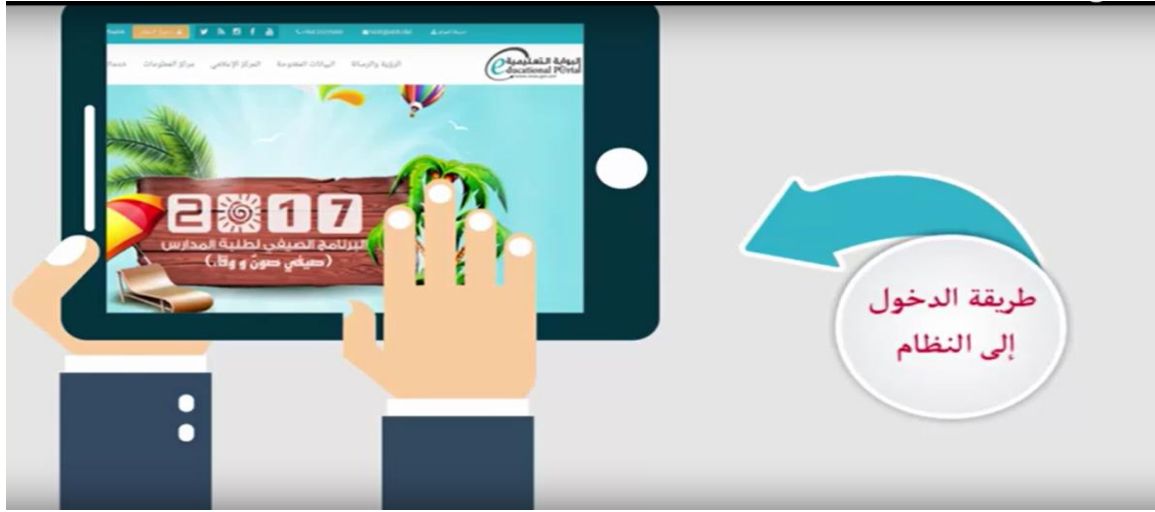 البوابة التعليمية
educational POrtal
الرؤية والرسالة
البيانات المفتوحة
المركز الإعلامي
مركز المعلومات
2017
البرنامج الصيفي لطلبة المدارس
طريقة الدخول
إلى النظام